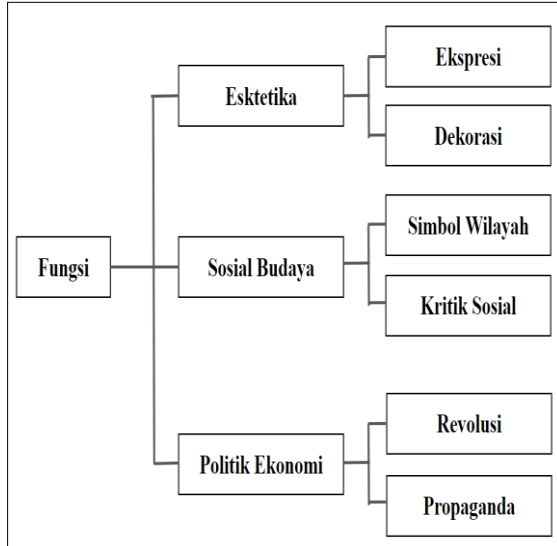 Fungsi
Esktetika
Ekspresi
Dekorasi
Sosial Budaya
Simbol Wilayah
Kritik Sosial
Politik Ekonomi
Revolusi
Propaganda